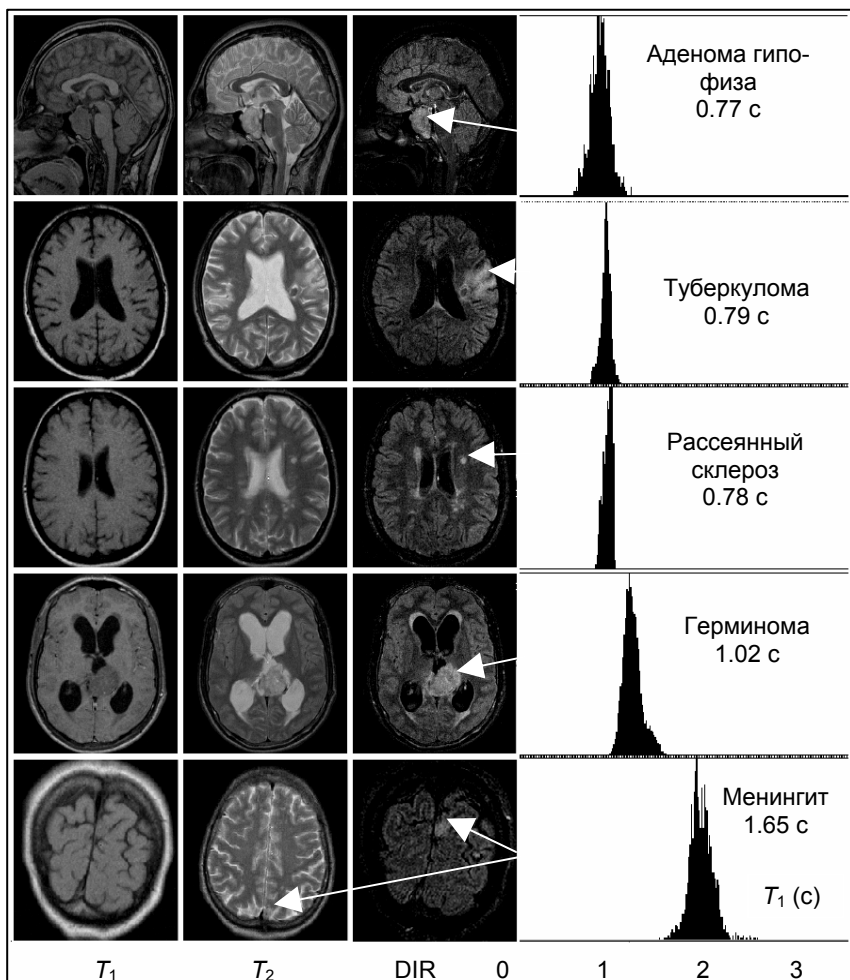 Аденома гипо-
физа
0.77 с
Туберкулома
0.79 с
Рассеянный
склероз
0.78 с
Герминома
1.02 с
Менингит
1.65 с
T₁ (с)
T₁ T₂ DIR 0 1 2 3